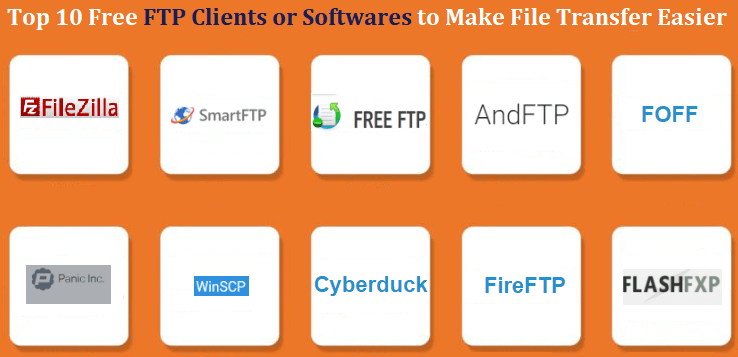 Top 10 Free FTP Clients or Softwares to Make File Transfer Easier
Fz FileZilla
SmartFTP
FREE FTP
AndFTP
FOFF
Panic Inc.
WinSCP
Cyberduck
FireFTP
FLASHFXP